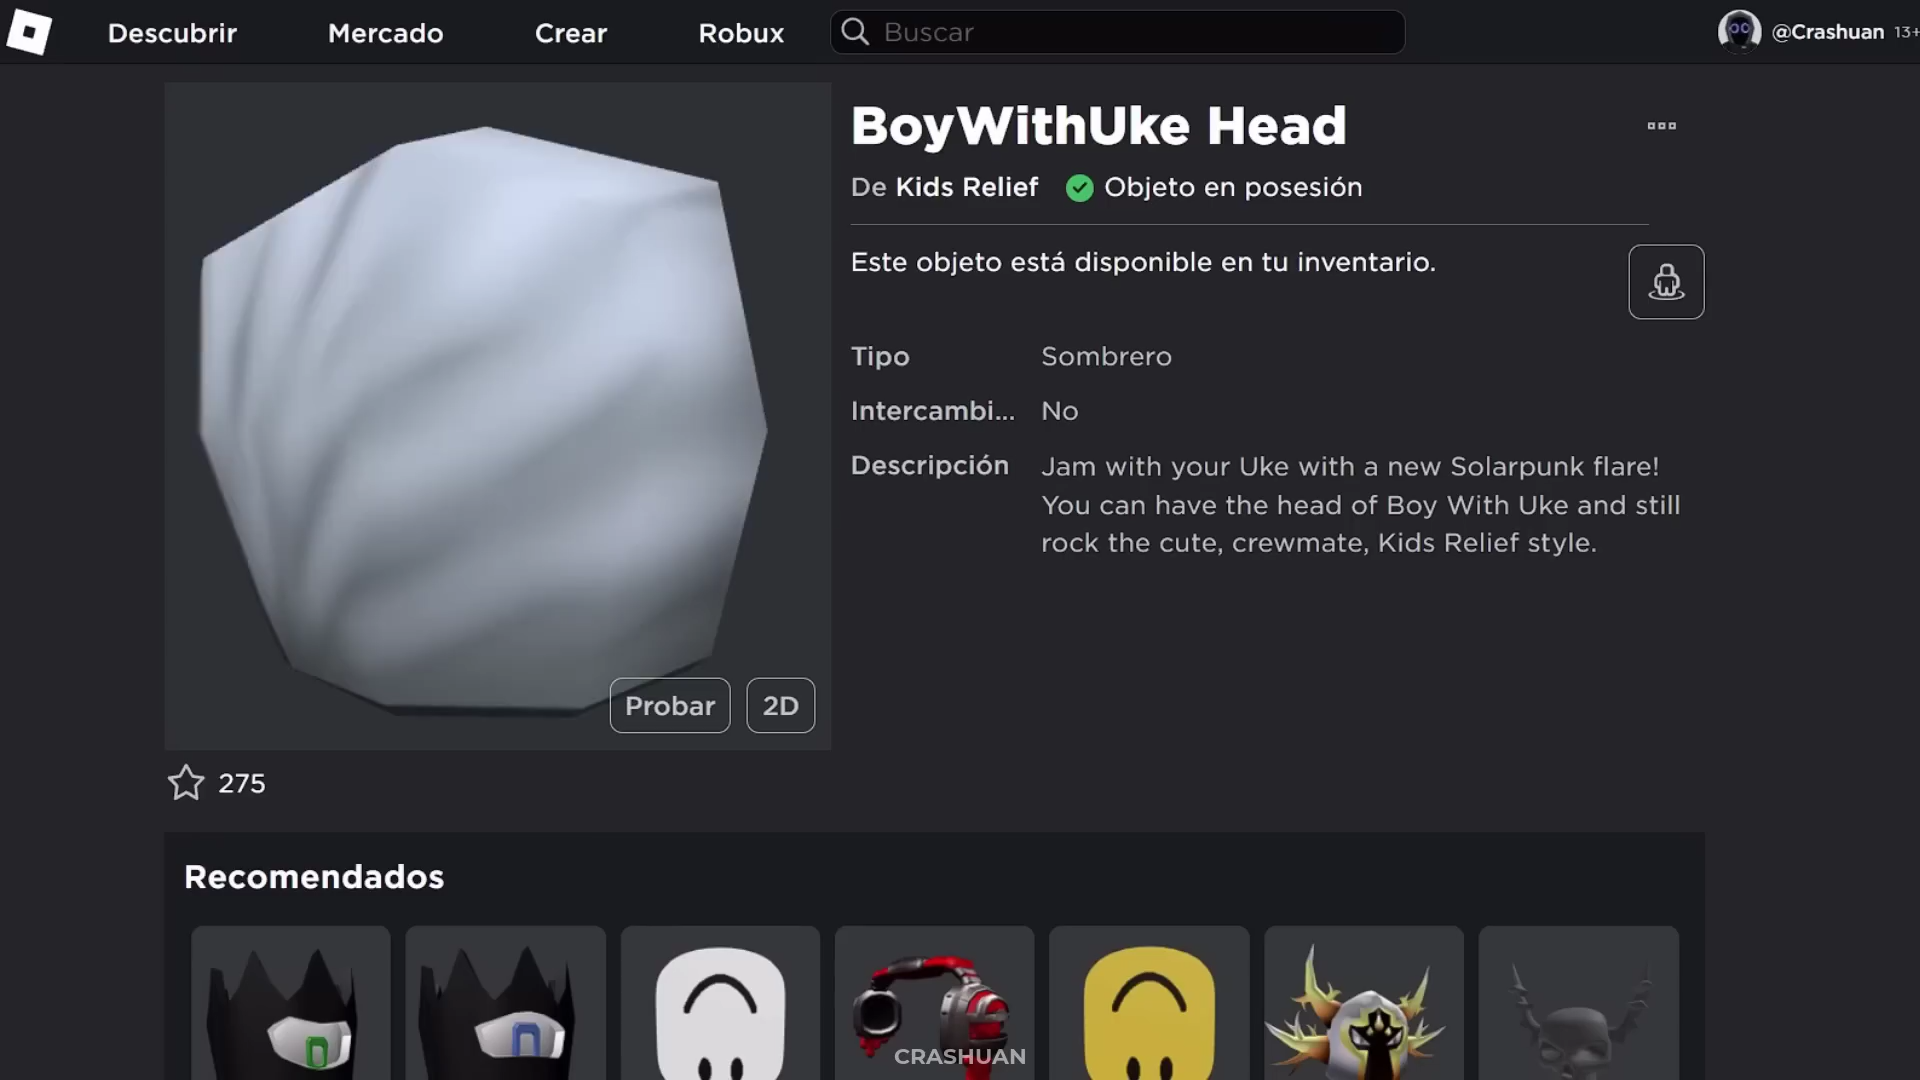 Descubrir
Mercado
Crear
Robux
Buscar
@Crashuan 13+
BoyWithUke Head
De Kids Relief
Objeto en posesión
Este objeto está disponible en tu inventario.
Tipo
Sombrero
Intercambi...
No
Descripción
Jam with your Uke with a new Solarpunk flare!
You can have the head of Boy With Uke and still
rock the cute, crewmate, Kids Relief style.
Probar
2D
275
Recomendados
CRASHUAN